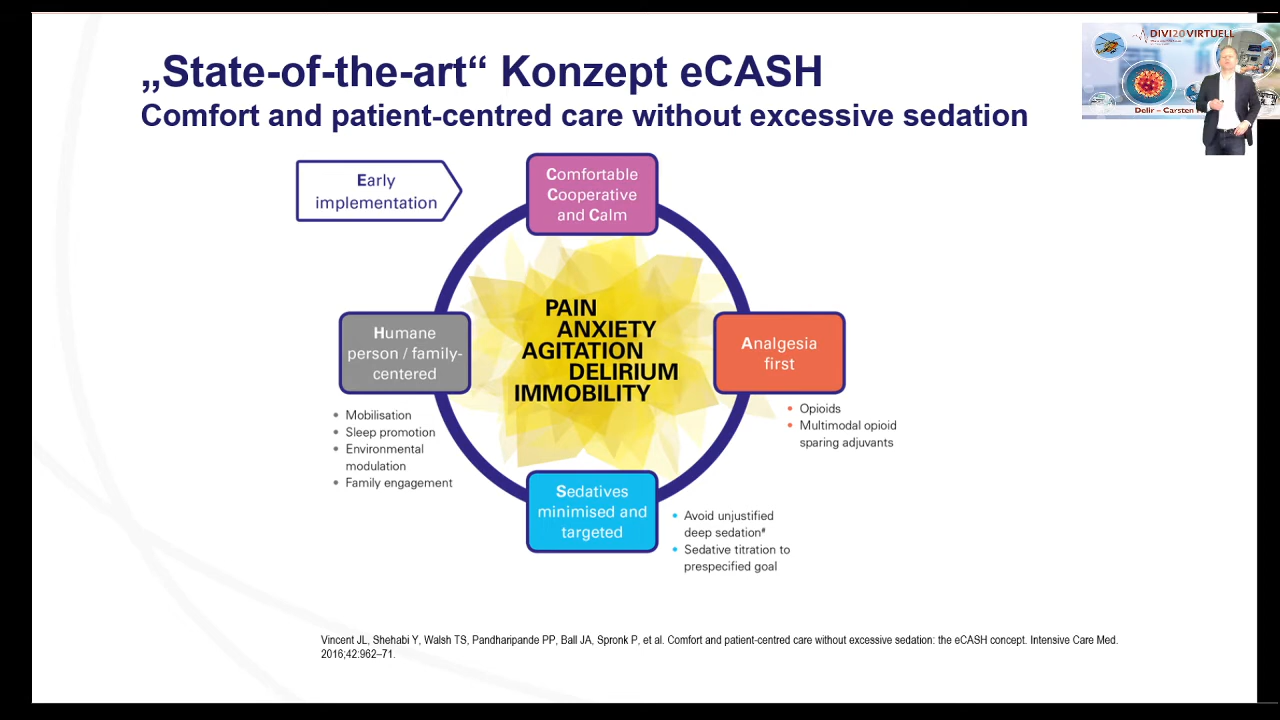 „State-of-the-art“ Konzept eCASH
Comfort and patient-centred care without excessive sedation
DIVI20VIRTUELL
Delir – Carsten
Early
implementation
Comfortable
Cooperative
and Calm
PAIN
ANXIETY
AGITATION
DELIRIUM
IMMOBILITY
Humane
person / family-
centered
• Mobilisation
• Sleep promotion
• Environmental
modulation
• Family engagement
Analgesia
first
• Opioids
• Multimodal opioid
sparing adjuvants
Sedatives
minimised and
targeted
• Avoid unjustified
deep sedation#
• Sedative titration to
prespecified goal
Vincent JL, Shehabi Y, Walsh TS, Pandharipande PP, Ball JA, Spronk P, et al. Comfort and patient-centred care without excessive sedation: the eCASH concept. Intensive Care Med.
2016;42:962–71.